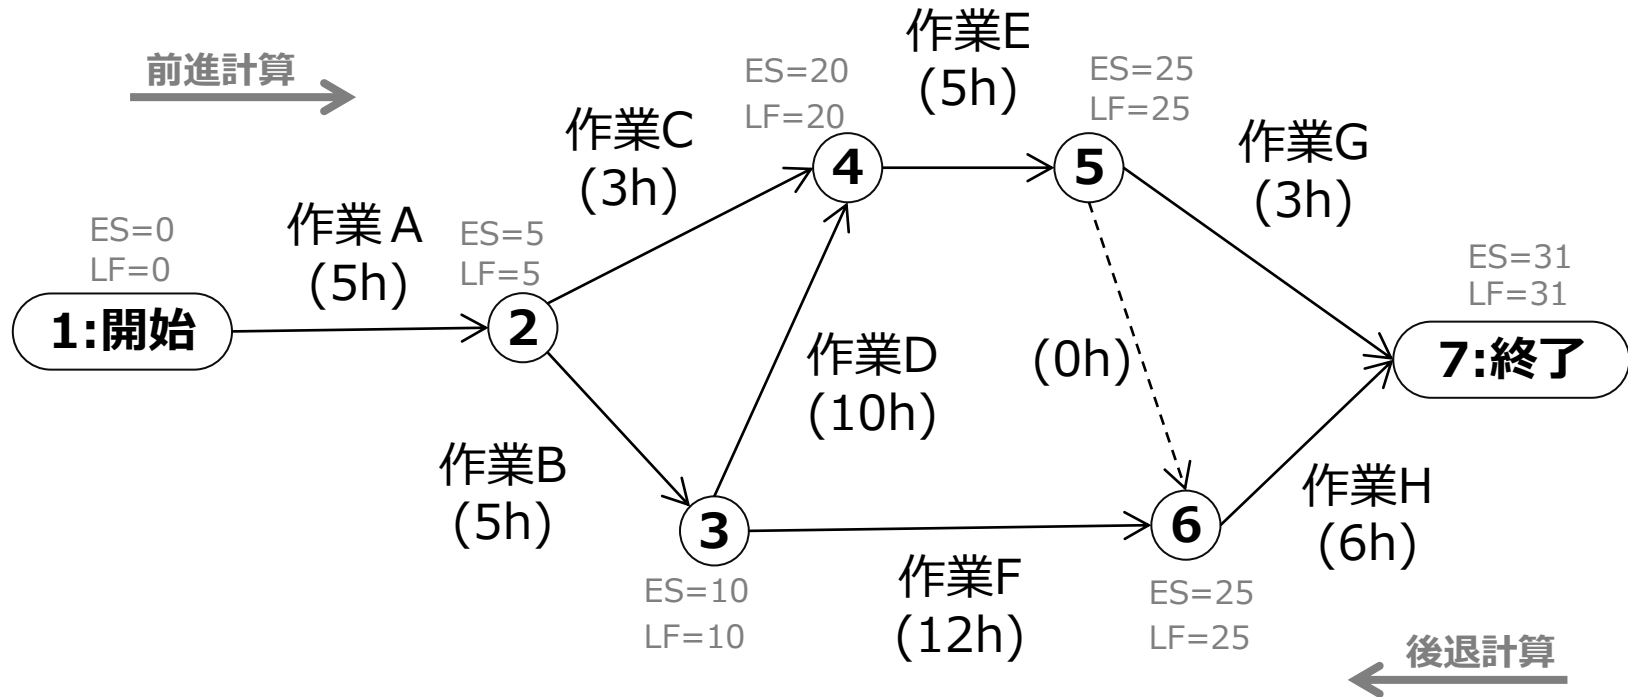 前進計算
作業E
(5h)
ES=20
LF=20
ES=25
LF=25
作業C
(3h)
4
5
作業G
(3h)
ES=0
LF=0
作業A
(5h)
ES=5
LF=5
ES=31
LF=31
1:開始
2
作業D
(10h)
(0h)
7:終了
作業B
(5h)
3
6
作業H
(6h)
ES=10
LF=10
作業F
(12h)
ES=25
LF=25
後退計算